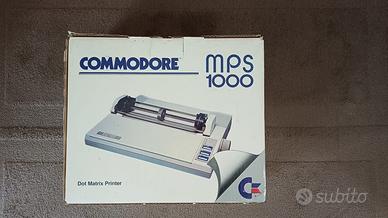 COMMODORE
mps
1000
Dot Matrix Printer
subito